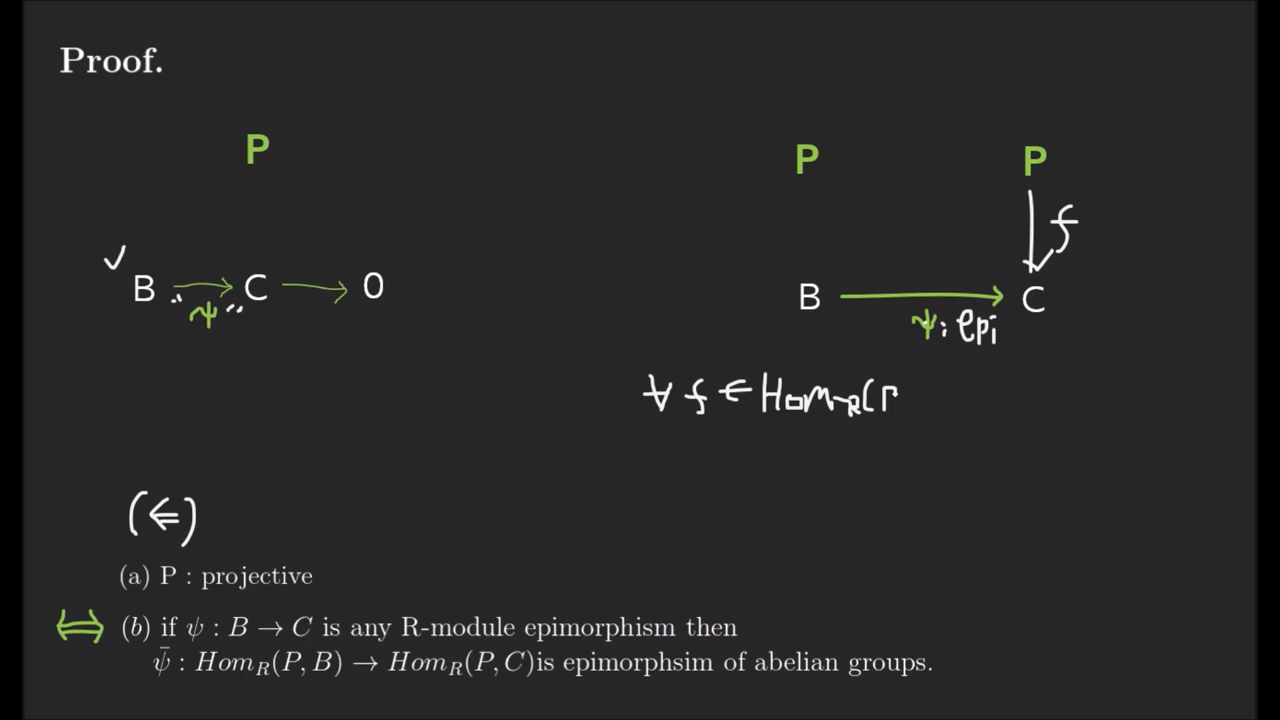 Proof.
P
P P
f
B → C → 0
ψ
B → C
ψ : epi
∀ f ∈ Hom_R(P
(⇐)
(a) P : projective
⇔ (b) if ψ : B → C is any R-module epimorphism then
ψ̄ : Hom_R(P, B) → Hom_R(P, C)is epimorphsim of abelian groups.